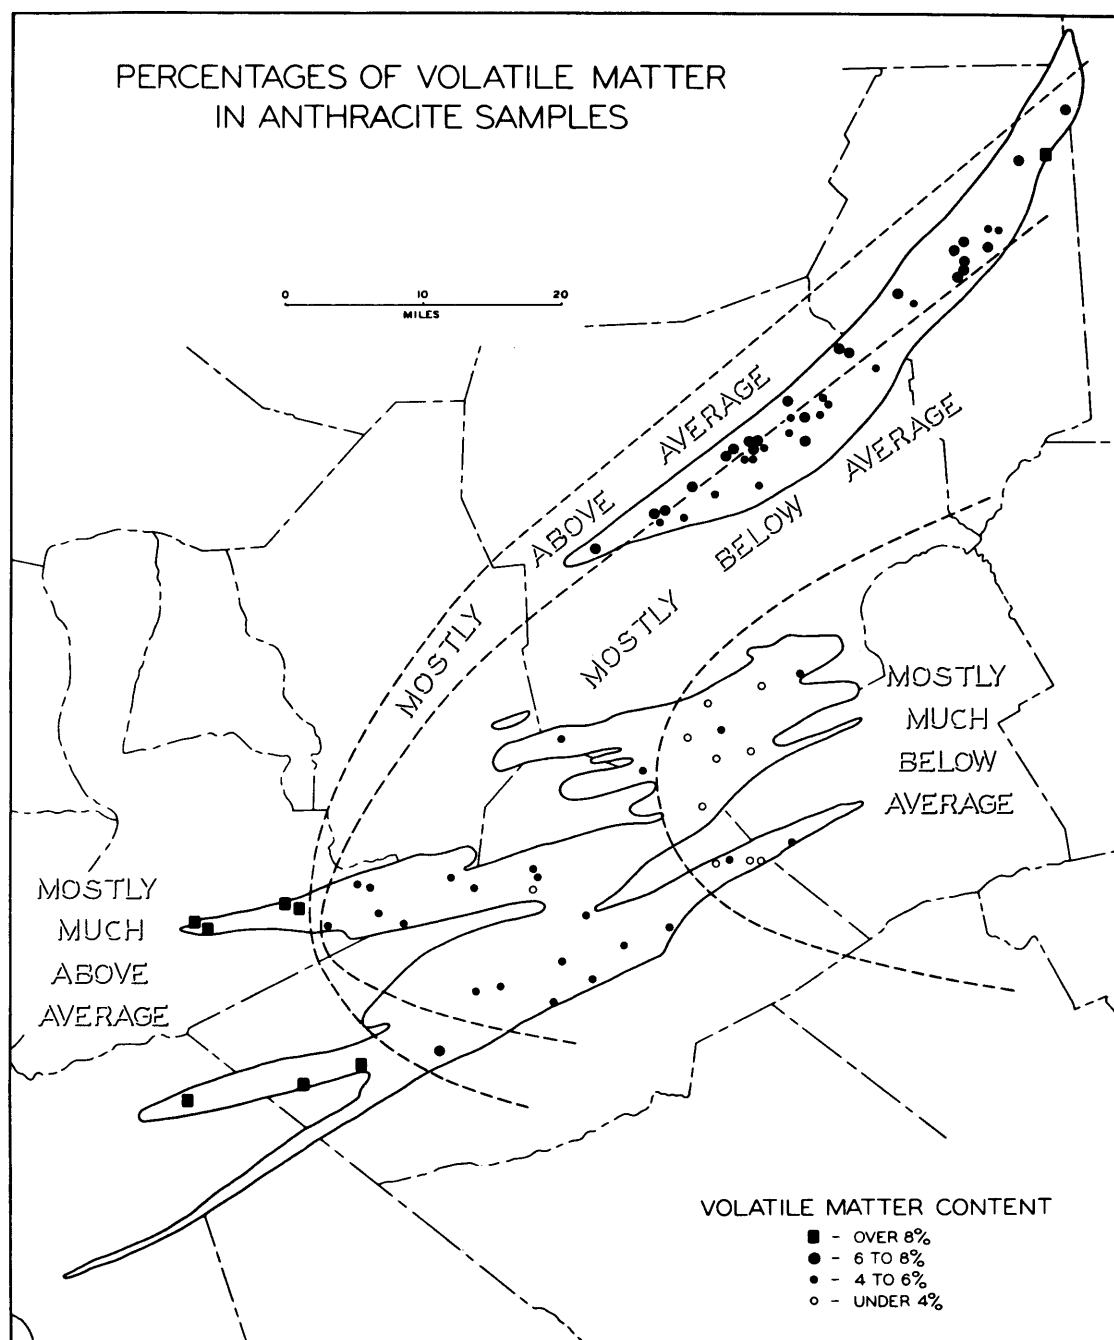 PERCENTAGES OF VOLATILE MATTER
IN ANTHRACITE SAMPLES
0 10 20
MILES
MOSTLY ABOVE AVERAGE
MOSTLY BELOW AVERAGE
MOSTLY
MUCH
BELOW
AVERAGE
MOSTLY
MUCH
ABOVE
AVERAGE
VOLATILE MATTER CONTENT
- OVER 8%
- 6 TO 8%
- 4 TO 6%
- UNDER 4%